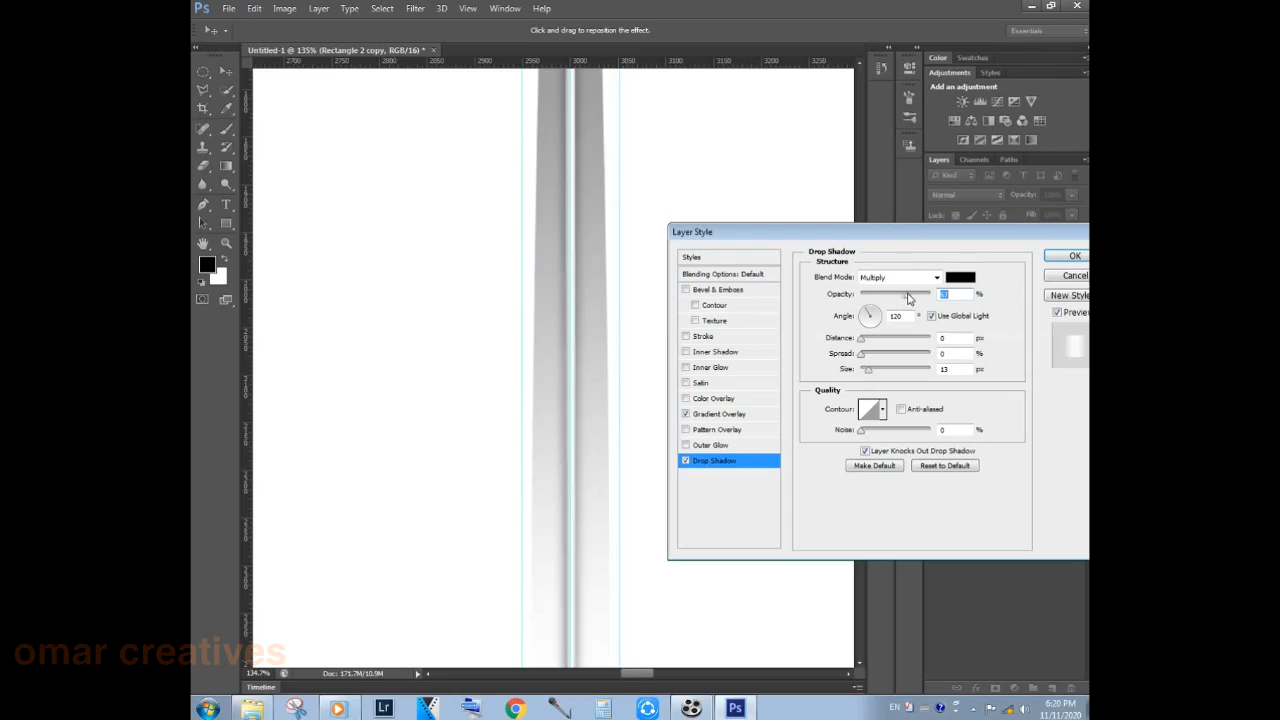 Ps File Edit Image Layer Type Select Filter 3D View Window Help
Click and drag to reposition the effect.
Essentials
Untitled-1 @ 135% (Rectangle 2 copy, RGB/16) *
2700 2750 2800 2850 2900 2950 3000 3050 3100 3150 3200 3250
Color Swatches
Adjustments Styles
Add an adjustment
Layers Channels Paths
Kind
Normal Opacity: 100%
Lock: Fill: 100%
Layer Style
Styles
Blending Options: Default
Bevel & Emboss
Contour
Texture
Stroke
Inner Shadow
Inner Glow
Satin
Color Overlay
Gradient Overlay
Pattern Overlay
Outer Glow
Drop Shadow
Drop Shadow
Structure
Blend Mode: Multiply
Opacity: %
Angle: 120 ° Use Global Light
Distance: 0 px
Spread: 0 %
Size: 13 px
Quality
Contour: Anti-aliased
Noise: 0 %
Layer Knocks Out Drop Shadow
Make Default Reset to Default
OK
Cancel
New Style
Preview
omar creatives
134.7% Doc: 171.7M/10.9M
Timeline
Lr Ps EN 6:20 PM
11/11/2020